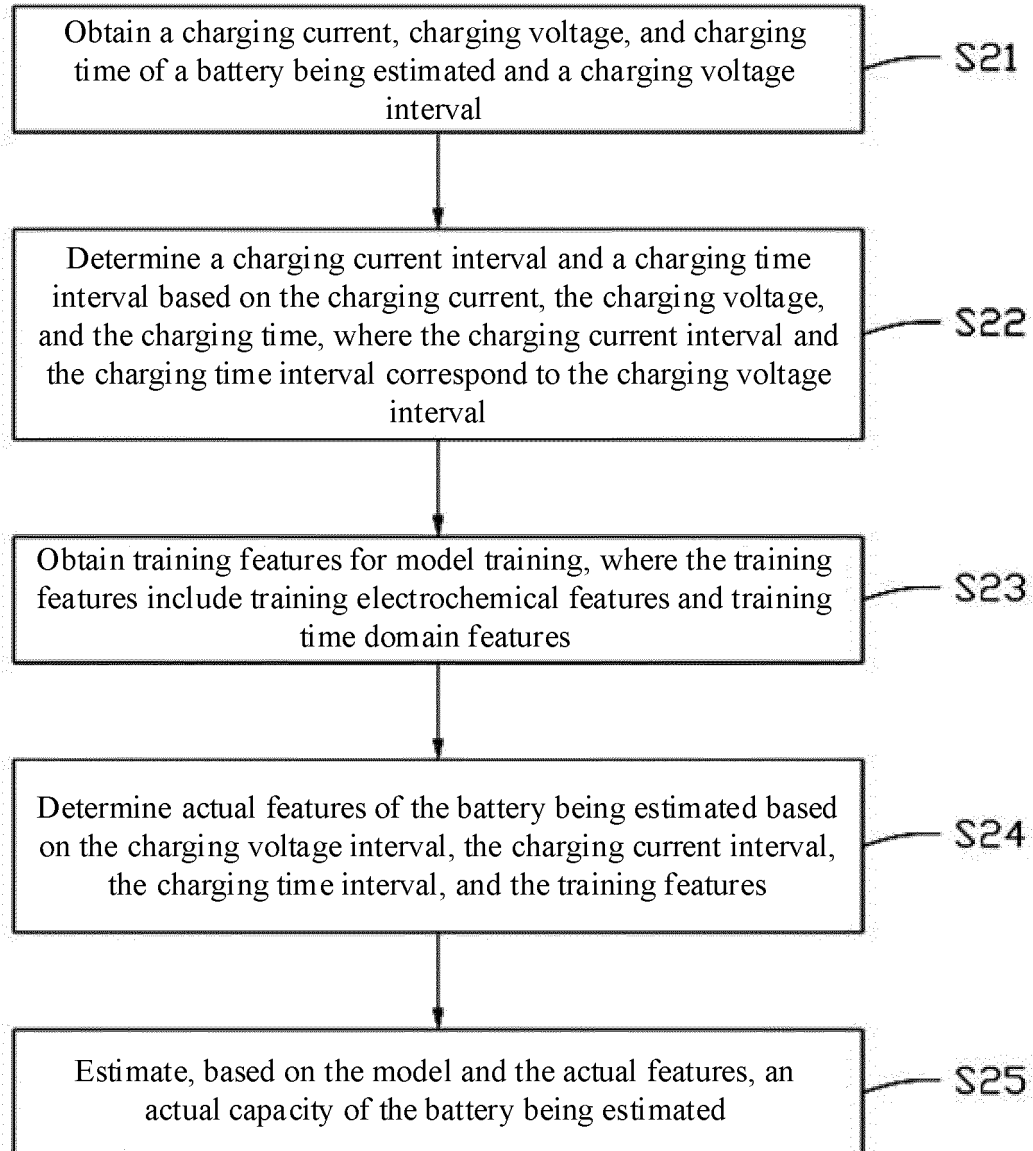 Obtain a charging current, charging voltage, and charging
time of a battery being estimated and a charging voltage
interval
S21
Determine a charging current interval and a charging time
interval based on the charging current, the charging voltage,
and the charging time, where the charging current interval and
the charging time interval correspond to the charging voltage
interval
S22
Obtain training features for model training, where the training
features include training electrochemical features and training
time domain features
S23
Determine actual features of the battery being estimated based
on the charging voltage interval, the charging current interval,
the charging time interval, and the training features
S24
Estimate, based on the model and the actual features, an
actual capacity of the battery being estimated
S25